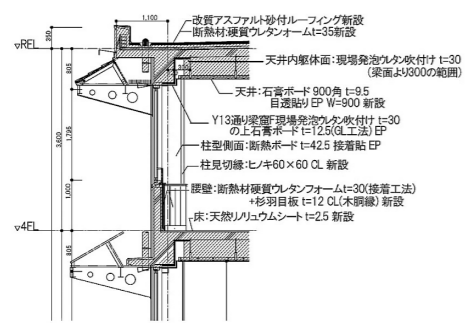 1,100
改質アスファルト砂付ルーフィング新設
断熱材:硬質ウレタンフォームt=35新設
250
▽RFL
天井内躯体面:現場発泡ウレタン吹付け t=30
(梁面より300の範囲)
805
天井:石膏ボード 900角 t=9.5
目透貼り EP W=900 新設
Y13通り梁窪F現場発泡ウレタン吹付け t=30
の上石膏ボード t=12.5(GL工法) EP
3,600
1,795
柱型側面:断熱ボード t=42.5 接着貼 EP
柱見切縁:ヒノキ60×60 CL 新設
1,000
腰壁:断熱材硬質ウレタンフォームt=30(接着工法)
+杉羽目板 t=12 CL(木胴縁) 新設
床:天然リノリュウムシート t=2.5 新設
▽4FL
805